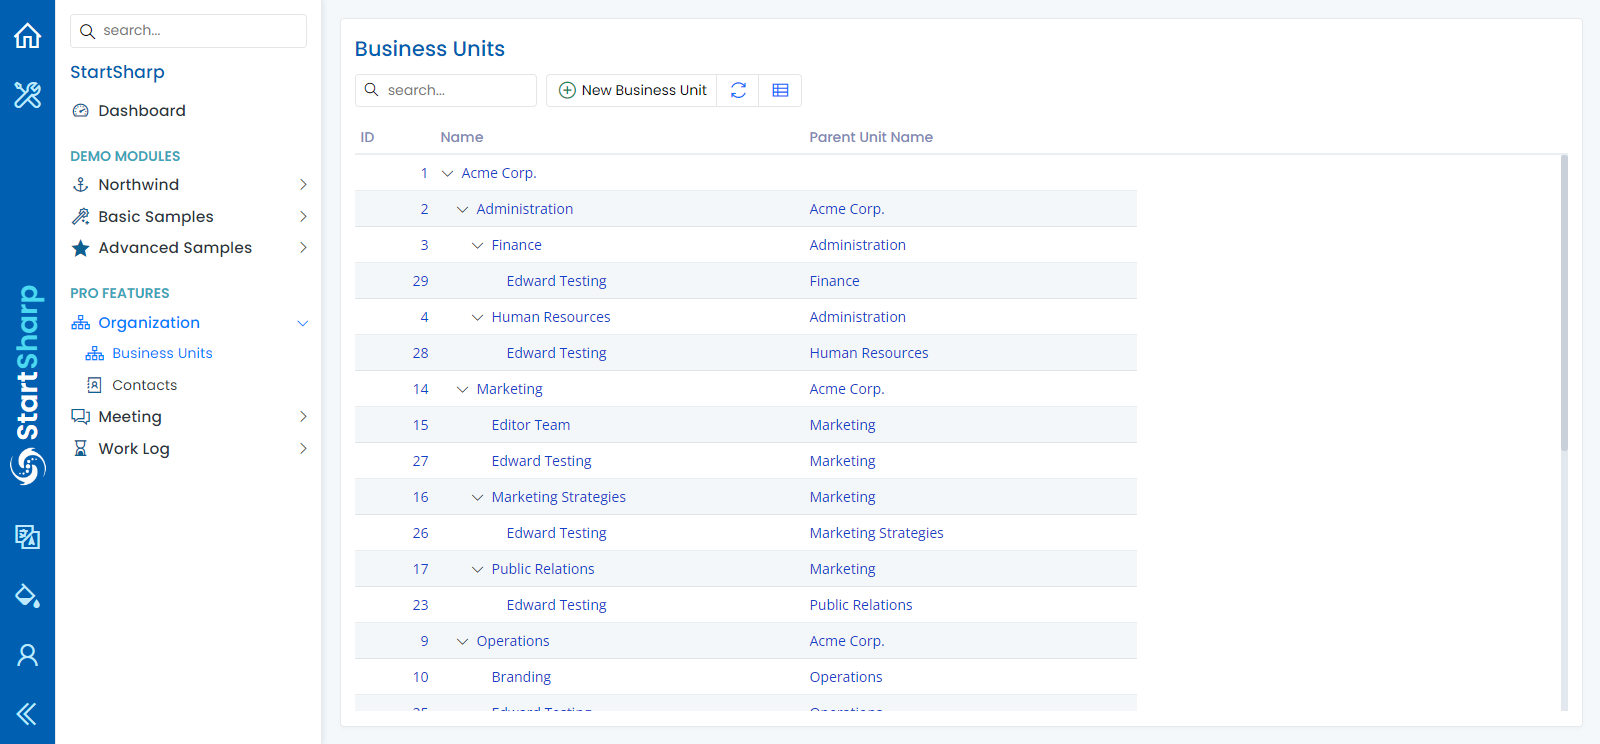 search...
StartSharp
Dashboard
DEMO MODULES
Northwind
Basic Samples
Advanced Samples
PRO FEATURES
Organization
Business Units
Contacts
Meeting
Work Log
StartSharp
Business Units
search...
New Business Unit
ID Name Parent Unit Name
1 Acme Corp.
2 Administration Acme Corp.
3 Finance Administration
29 Edward Testing Finance
4 Human Resources Administration
28 Edward Testing Human Resources
14 Marketing Acme Corp.
15 Editor Team Marketing
27 Edward Testing Marketing
16 Marketing Strategies Marketing
26 Edward Testing Marketing Strategies
17 Public Relations Marketing
23 Edward Testing Public Relations
9 Operations Acme Corp.
10 Branding Operations
25 Edward Testing Operations